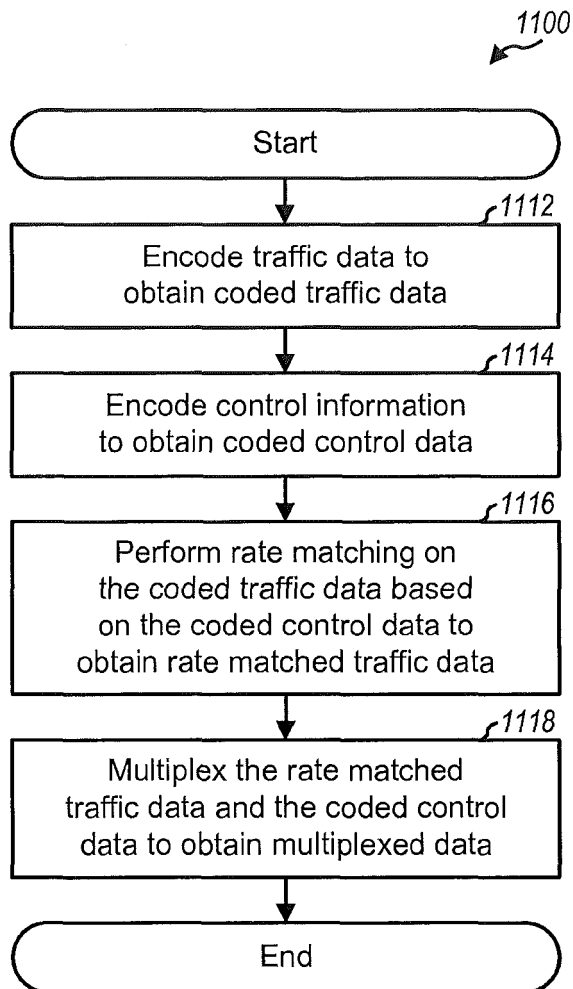 1100
Start
1112
Encode traffic data to
obtain coded traffic data
1114
Encode control information
to obtain coded control data
1116
Perform rate matching on
the coded traffic data based
on the coded control data to
obtain rate matched traffic data
1118
Multiplex the rate matched
traffic data and the coded control
data to obtain multiplexed data
End